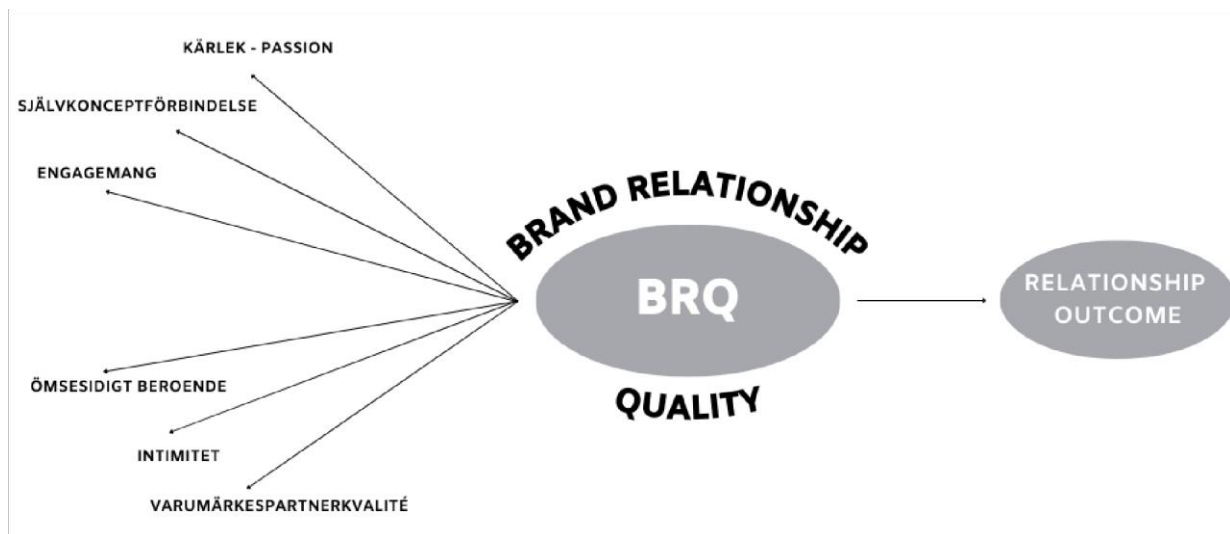 KÄRLEK - PASSION
SJÄLVKONCEPTFÖRBINDELSE
ENGAGEMANG
ÖMSESIDIGT BEROENDE
INTIMITET
VARUMÄRKESPARTNERKVALITÉ
BRAND RELATIONSHIP
BRQ
QUALITY
RELATIONSHIP
OUTCOME